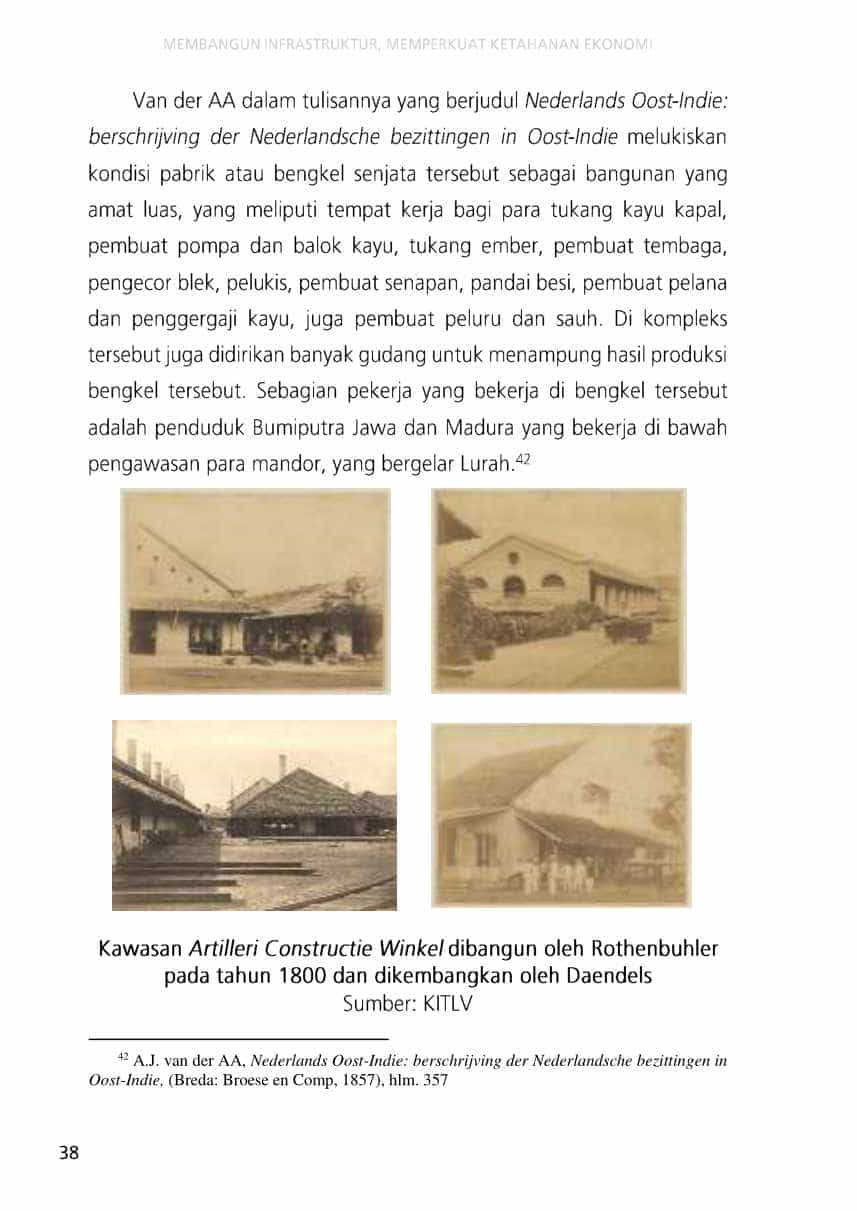 MEMBANGUN INFRASTRUKTUR, MEMPERKUAT KETAHANAN EKONOMI
Van der AA dalam tulisannya yang berjudul Nederlands Oost-Indie:
berschrijving der Nederlandsche bezittingen in Oost-Indie melukiskan
kondisi pabrik atau bengkel senjata tersebut sebagai bangunan yang
amat luas, yang meliputi tempat kerja bagi para tukang kayu kapal,
pembuat pompa dan balok kayu, tukang ember, pembuat tembaga,
pengecor blek, pelukis, pembuat senapan, pandai besi, pembuat pelana
dan penggergaji kayu, juga pembuat peluru dan sauh. Di kompleks
tersebut juga didirikan banyak gudang untuk menampung hasil produksi
bengkel tersebut. Sebagian pekerja yang bekerja di bengkel tersebut
adalah penduduk Bumiputra Jawa dan Madura yang bekerja di bawah
pengawasan para mandor, yang bergelar Lurah.42
Kawasan Artilleri Constructie Winkel dibangun oleh Rothenbuhler
pada tahun 1800 dan dikembangkan oleh Daendels
Sumber: KITLV
42 A.J. van der AA, Nederlands Oost-Indie: berschrijving der Nederlandsche bezittingen in
Oost-Indie, (Breda: Broese en Comp, 1857), hlm. 357
38